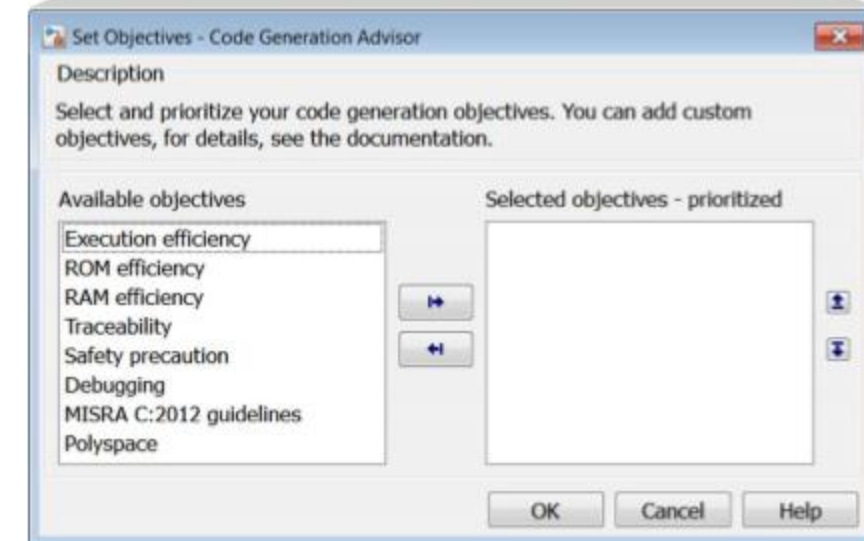 Set Objectives - Code Generation Advisor
Description
Select and prioritize your code generation objectives. You can add custom
objectives, for details, see the documentation.
Available objectives
Selected objectives - prioritized
Execution efficiency
ROM efficiency
RAM efficiency
Traceability
Safety precaution
Debugging
MISRA C:2012 guidelines
Polyspace
OK
Cancel
Help